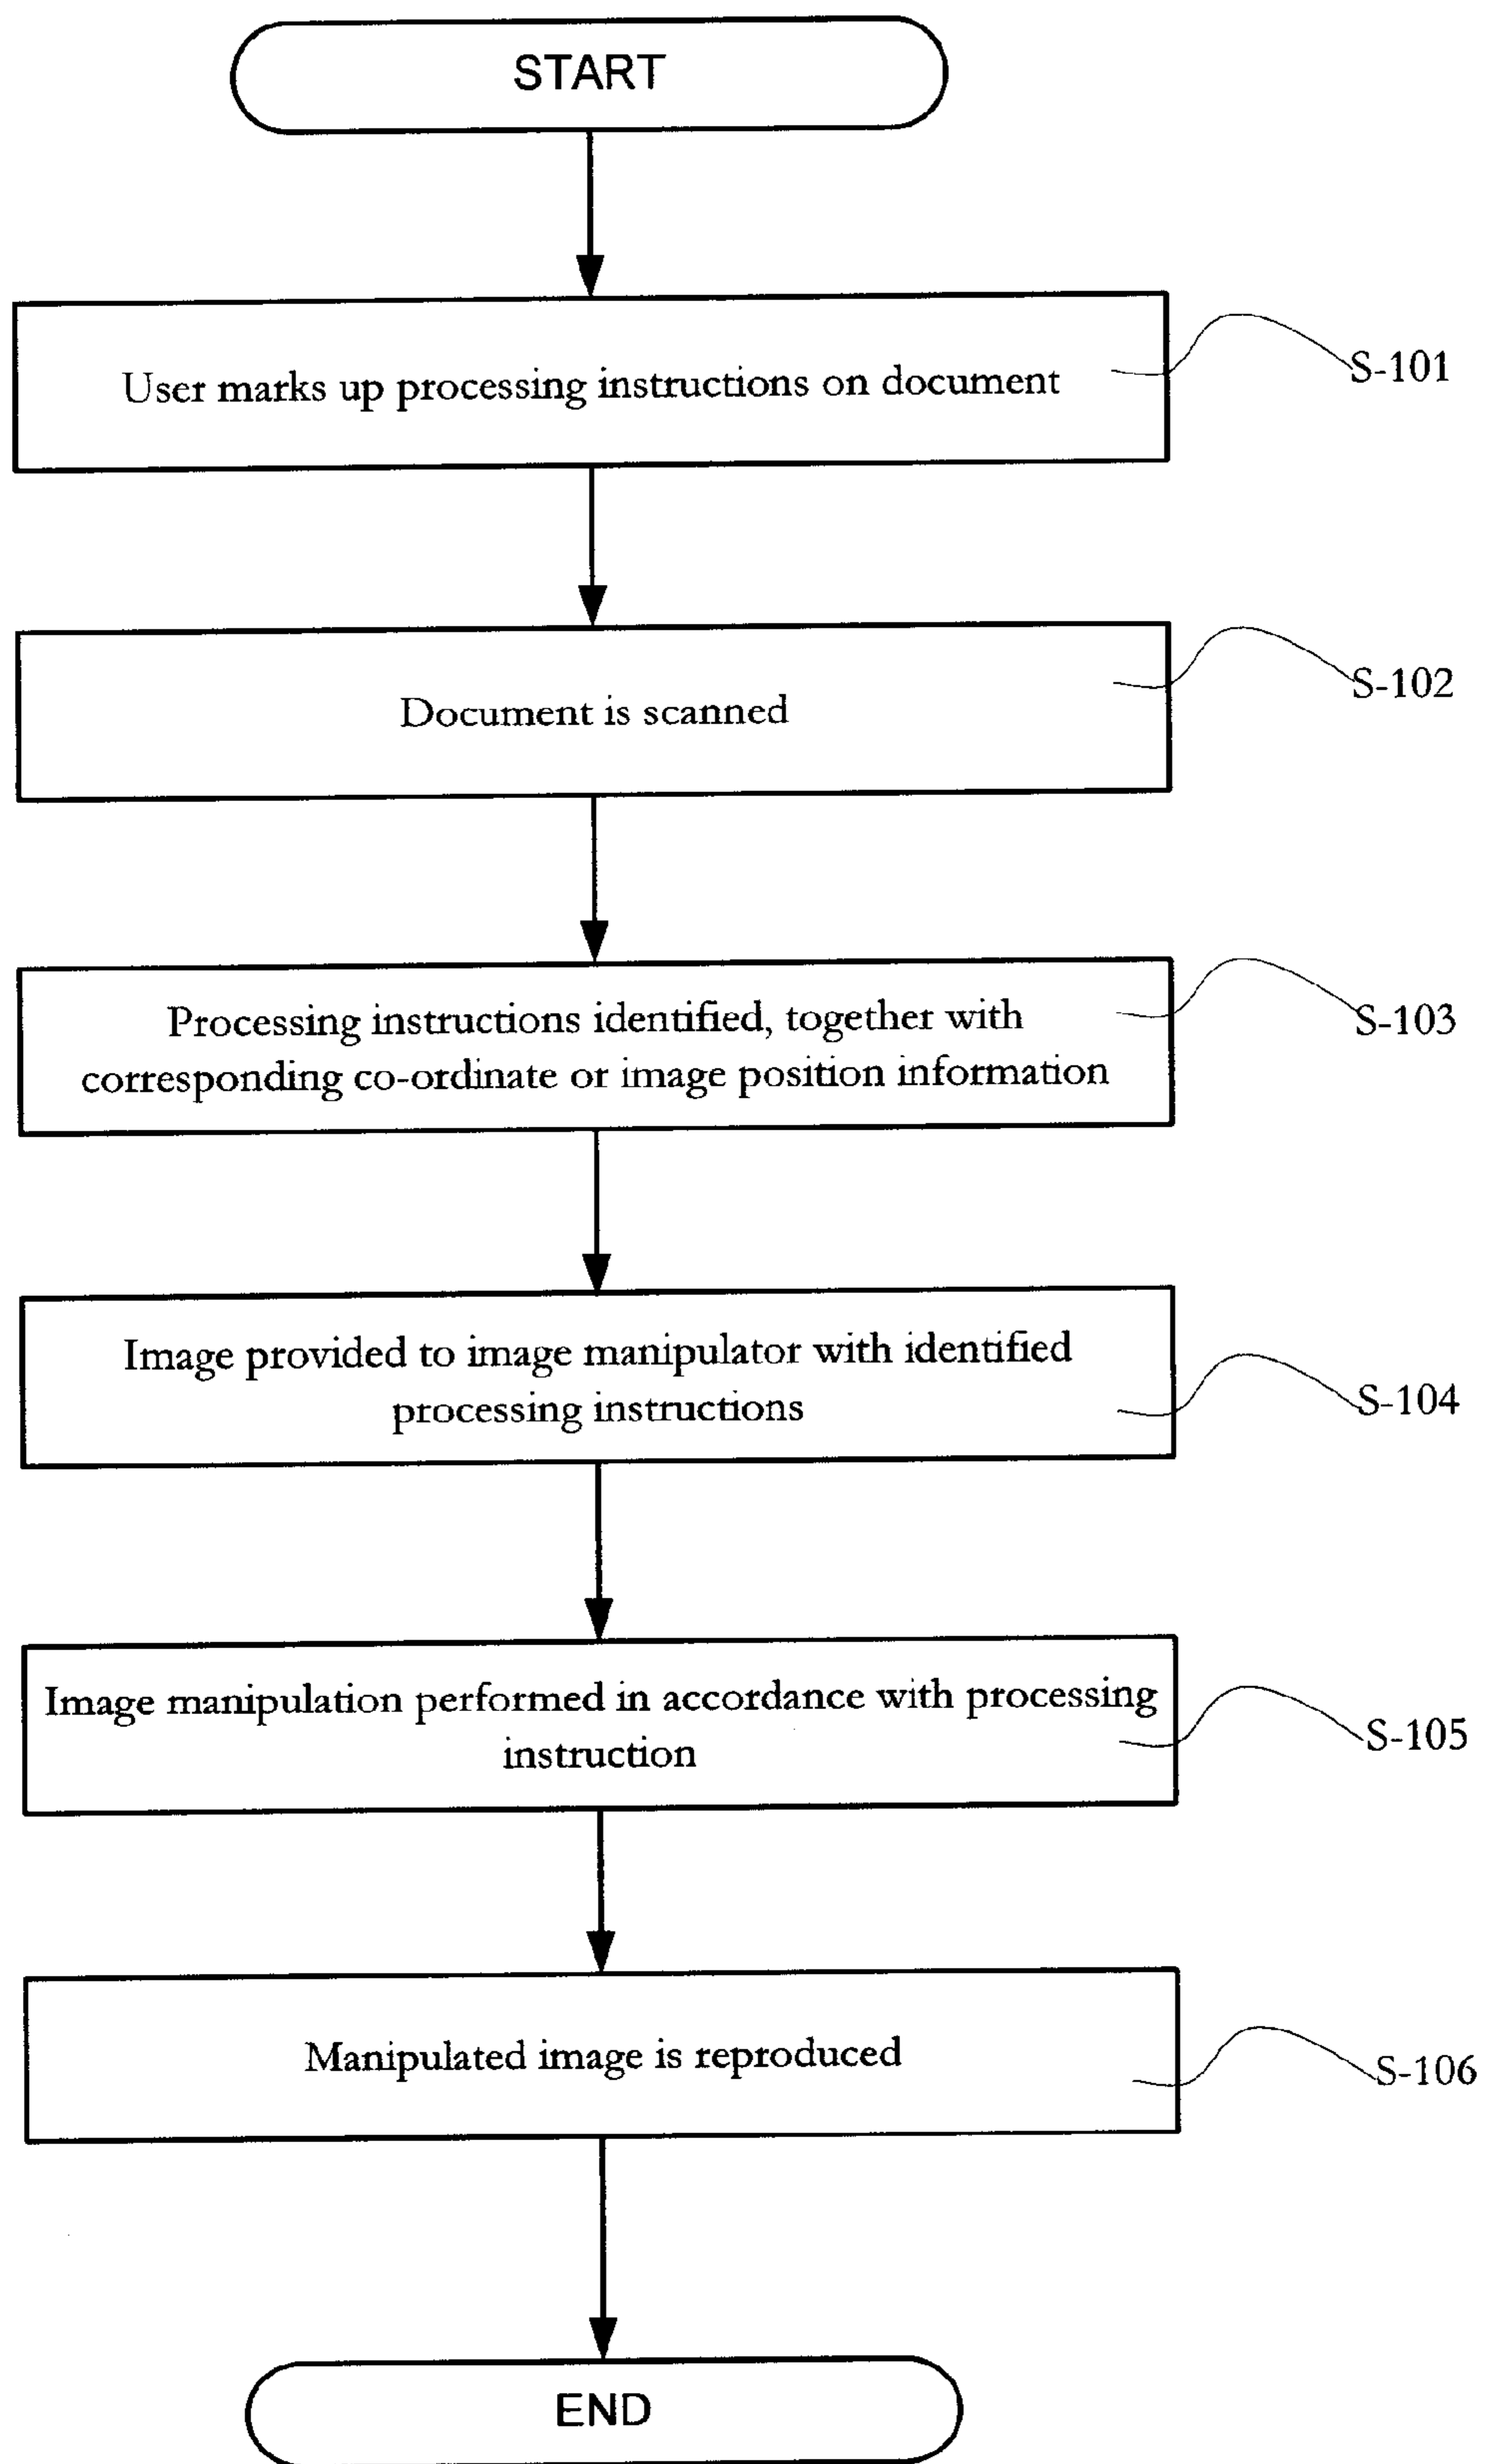 START
User marks up processing instructions on document
S-101
Document is scanned
S-102
Processing instructions identified, together with
corresponding co-ordinate or image position information
S-103
Image provided to image manipulator with identified
processing instructions
S-104
Image manipulation performed in accordance with processing
instruction
S-105
Manipulated image is reproduced
S-106
END